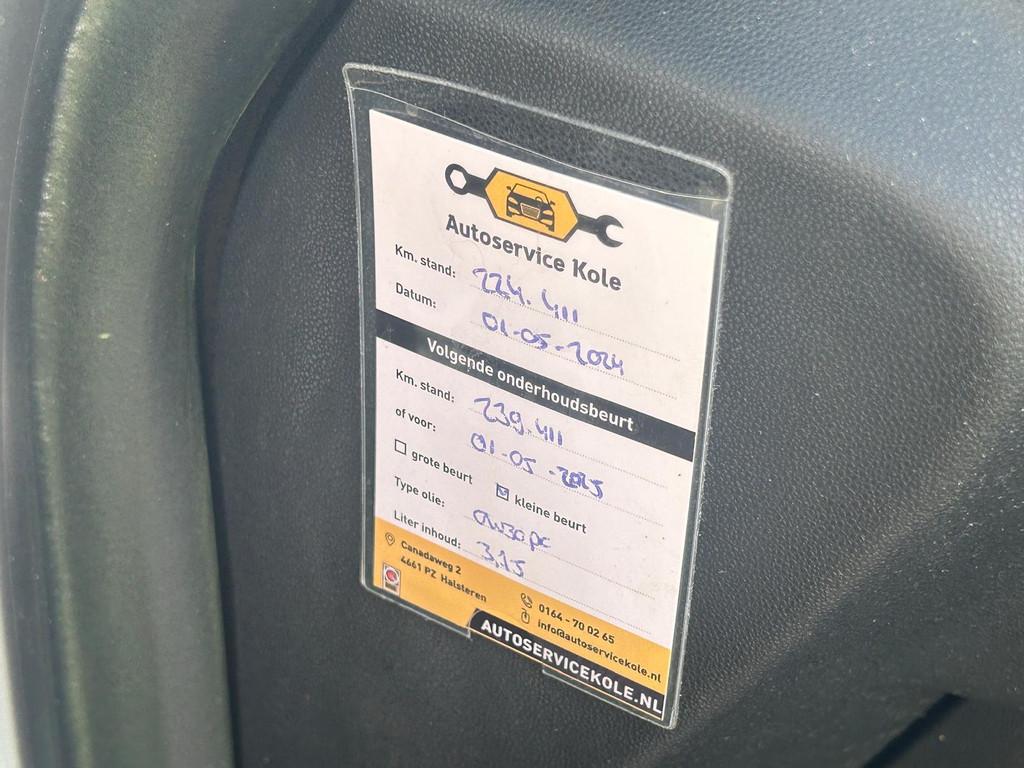 Autoservice Kole
Km. stand: 224.411
Datum: 01-05-2024
Volgende onderhoudsbeurt
Km. stand: 239.411
of voor: 01-05-2025
grote beurt kleine beurt
Type olie: 0W30pc
Liter inhoud: 3,15
Canadaweg 2
4661 PZ Halsteren
0164 - 70 02 65
info@autoservicekole.nl
AUTOSERVICEKOLE.NL